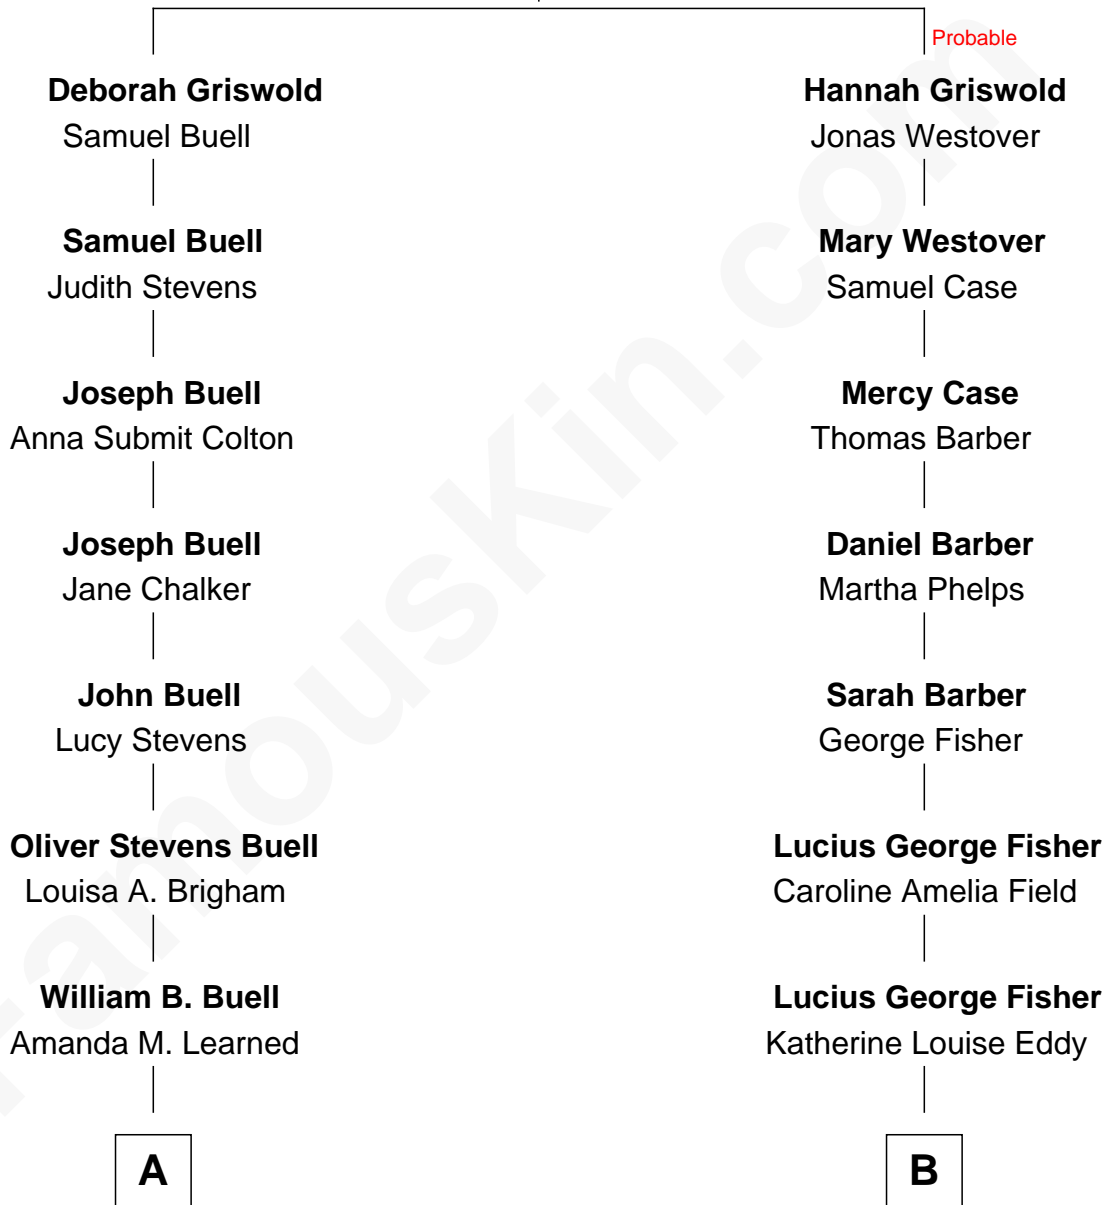 Probable
Deborah Griswold
Samuel Buell
Samuel Buell
Judith Stevens
Joseph Buell
Anna Submit Colton
Joseph Buell
Jane Chalker
John Buell
Lucy Stevens
Oliver Stevens Buell
Louisa A. Brigham
William B. Buell
Amanda M. Learned
A
Hannah Griswold
Jonas Westover
Mary Westover
Samuel Case
Mercy Case
Thomas Barber
Daniel Barber
Martha Phelps
Sarah Barber
George Fisher
Lucius George Fisher
Caroline Amelia Field
Lucius George Fisher
Katherine Louise Eddy
B
FamousKin.com